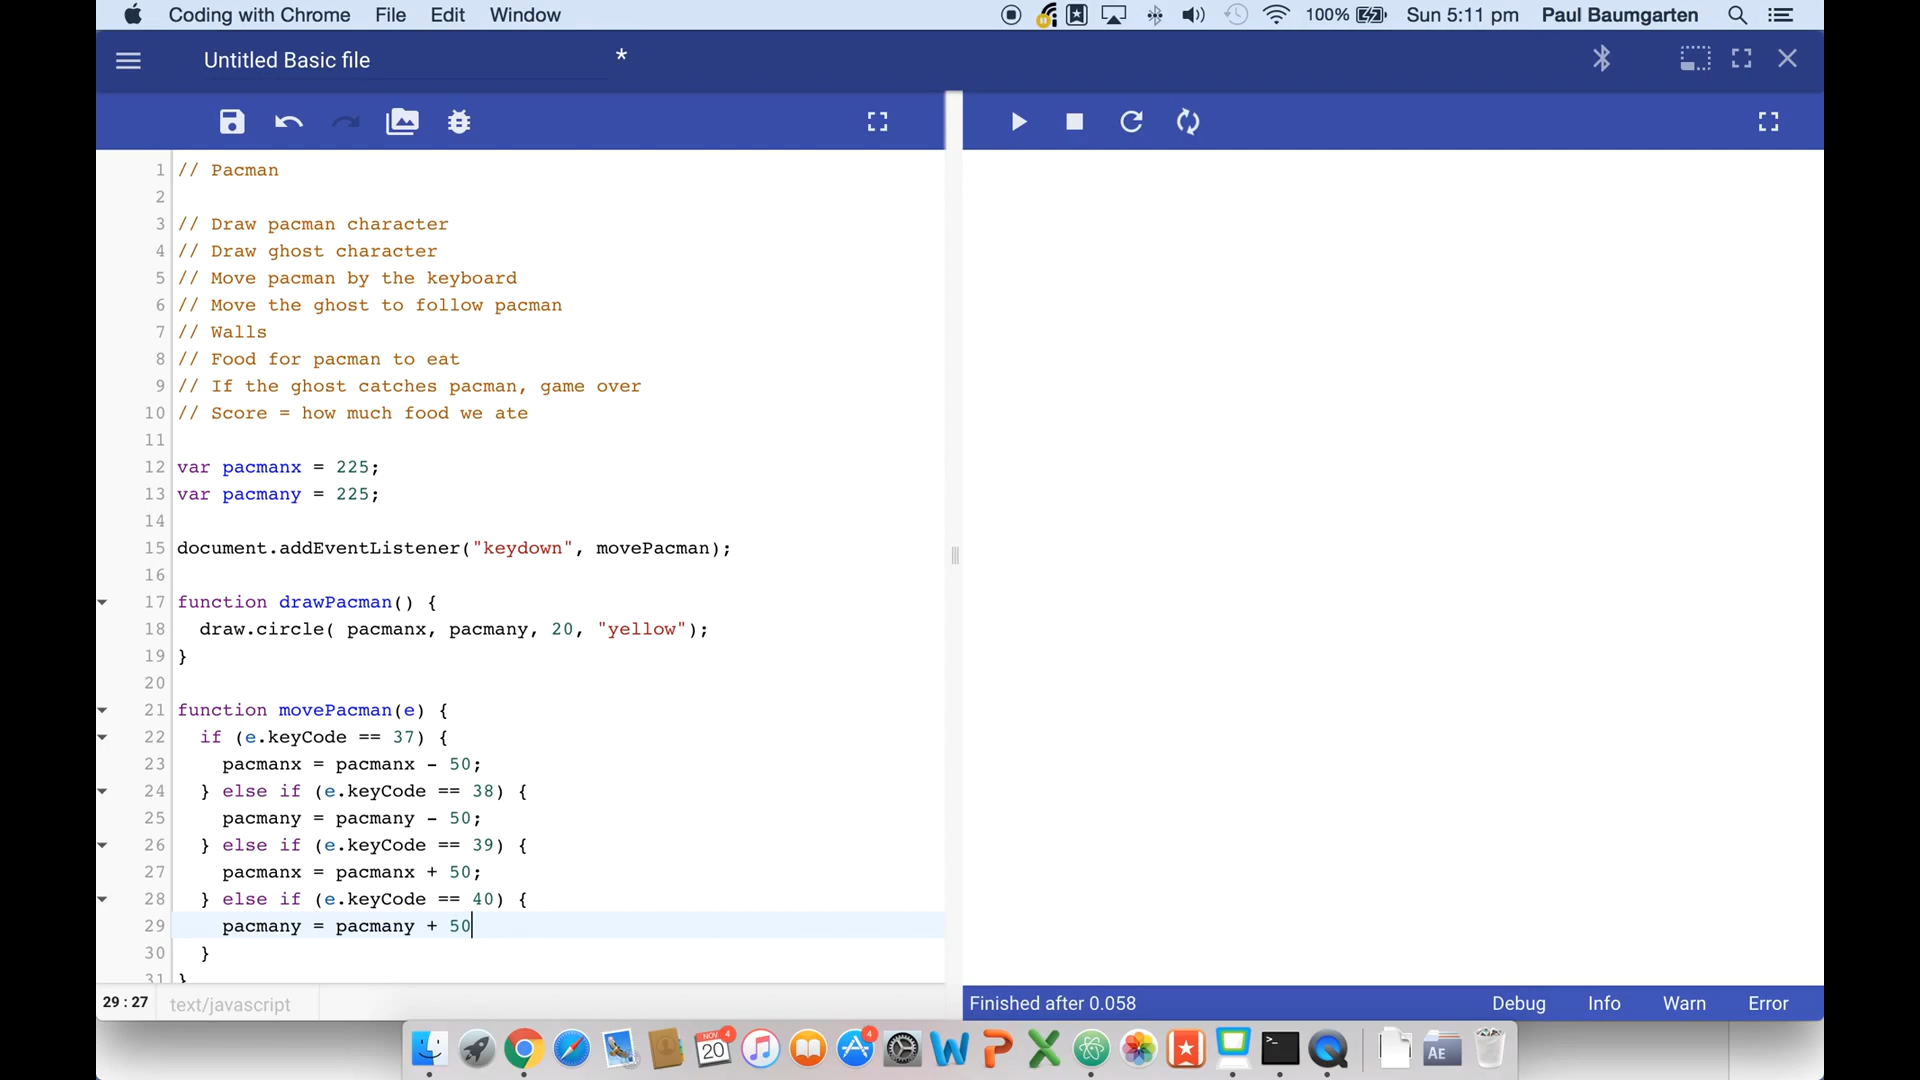 Coding with Chrome File Edit Window 100% Sun 5:11 pm Paul Baumgarten
Untitled Basic file *
1 // Pacman
2
3 // Draw pacman character
4 // Draw ghost character
5 // Move pacman by the keyboard
6 // Move the ghost to follow pacman
7 // Walls
8 // Food for pacman to eat
9 // If the ghost catches pacman, game over
10 // Score = how much food we ate
11
12 var pacmanx = 225;
13 var pacmany = 225;
14
15 document.addEventListener("keydown", movePacman);
16
17 function drawPacman() {
18 draw.circle( pacmanx, pacmany, 20, "yellow");
19 }
20
21 function movePacman(e) {
22 if (e.keyCode == 37) {
23 pacmanx = pacmanx - 50;
24 } else if (e.keyCode == 38) {
25 pacmany = pacmany - 50;
26 } else if (e.keyCode == 39) {
27 pacmanx = pacmanx + 50;
28 } else if (e.keyCode == 40) {
29 pacmany = pacmany + 50
30 }
31 }
29 : 27 text/javascript
Finished after 0.058 Debug Info Warn Error
NOV 20 4 4 W P X >_ AE